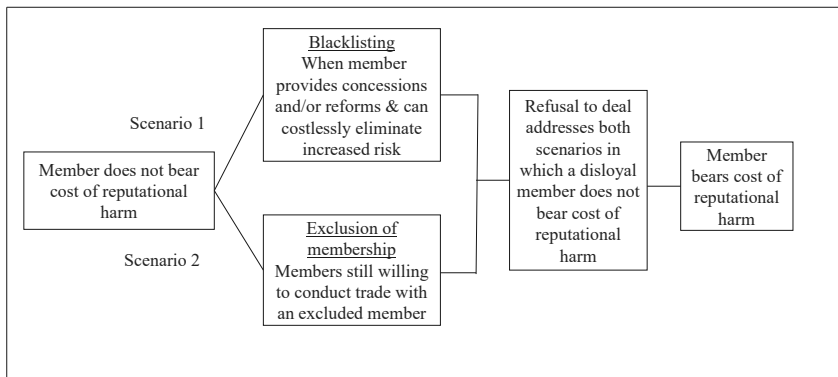 Member does not bear
cost of reputational
harm
Scenario 1
Scenario 2
Blacklisting
When member
provides concessions
and/or reforms & can
costlessly eliminate
increased risk
Exclusion of
membership
Members still willing
to conduct trade with
an excluded member
Refusal to deal
addresses both
scenarios in
which a disloyal
member does not
bear cost of
reputational
harm
Member
bears cost of
reputational
harm